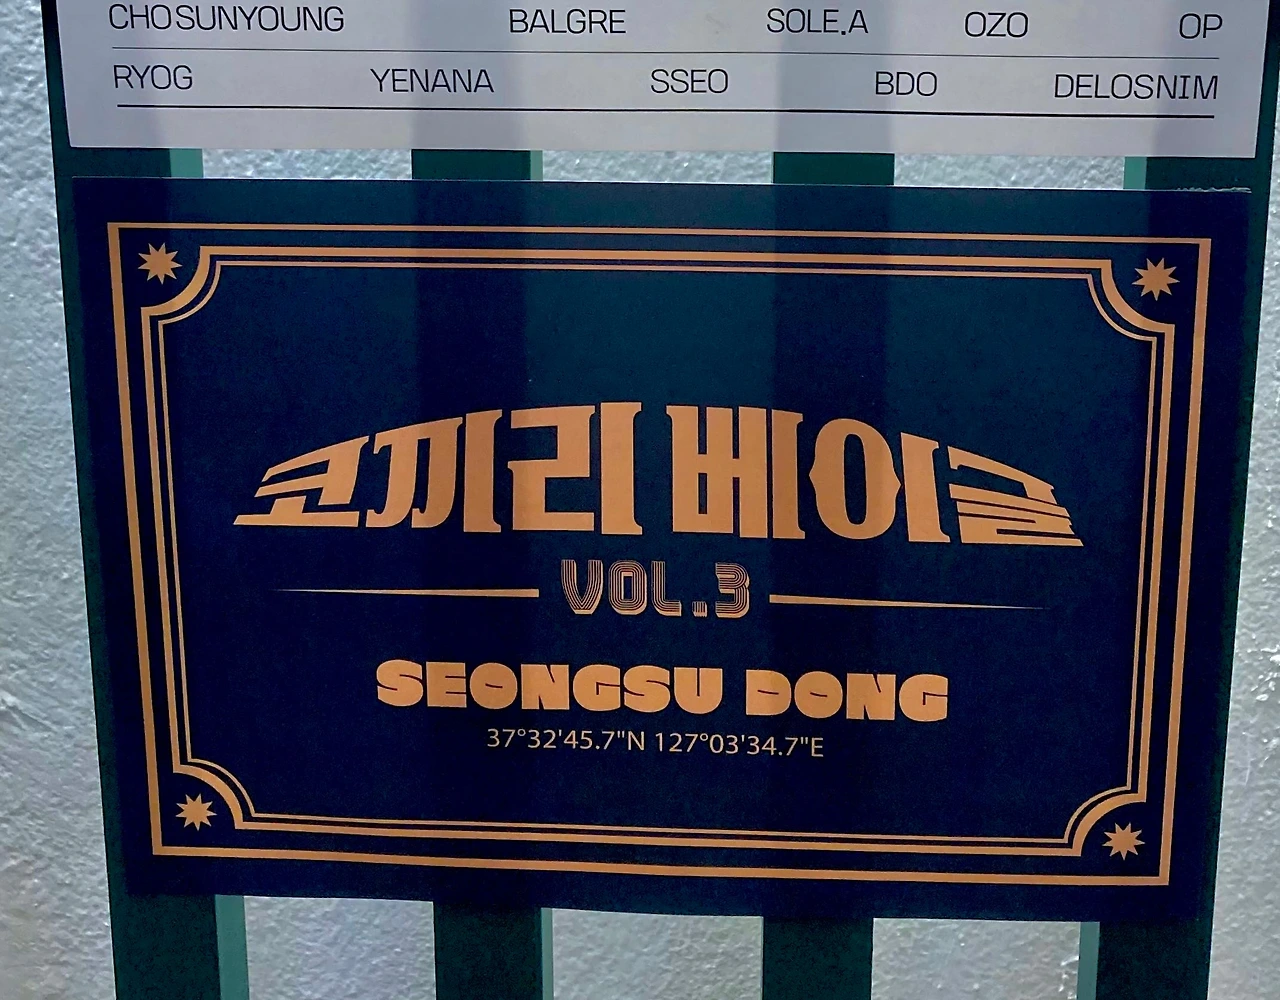 CHOSUNYOUNG BALGRE SOLE.A OZO OP
RYOG YENANA SSEO BDO DELOSNIM
코끼리 베이글
VOL.3
SEONGSU DONG
37°32'45.7"N 127°03'34.7"E